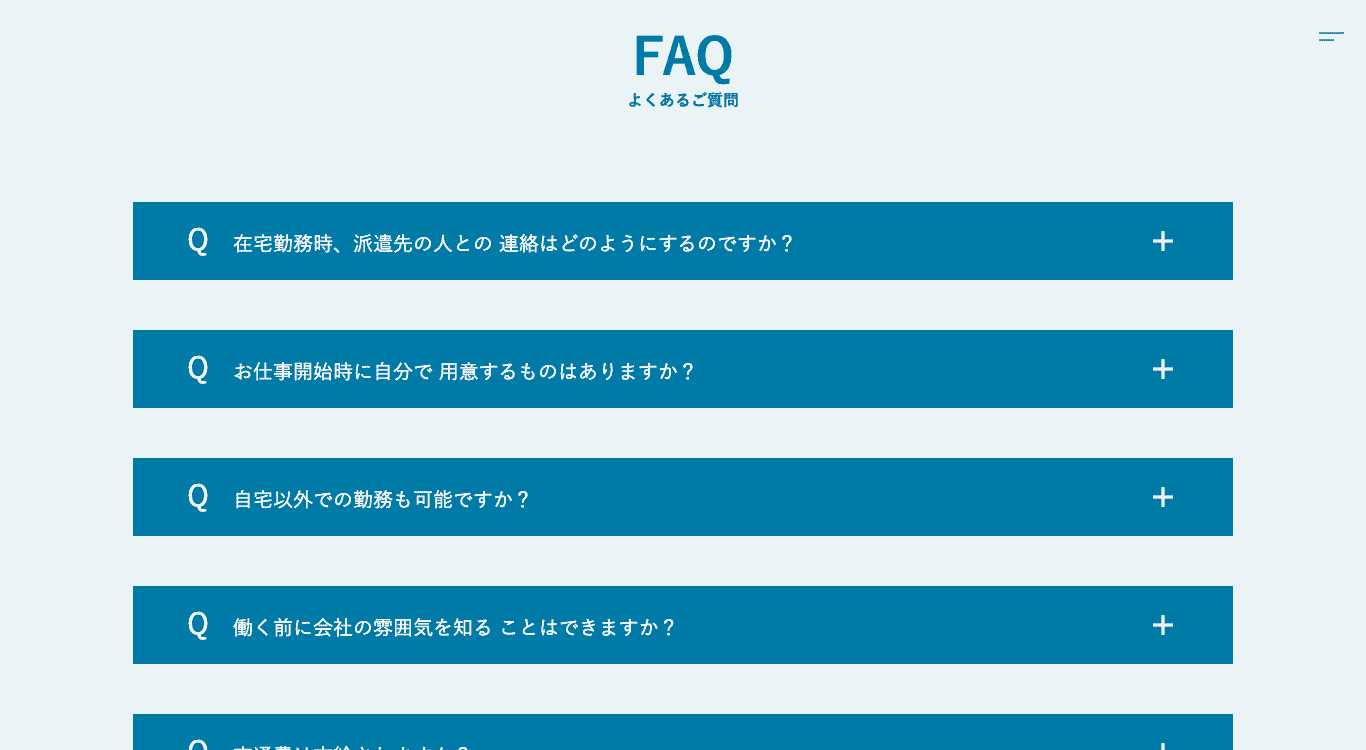 FAQ
よくあるご質問
Q 在宅勤務時、派遣先の人との 連絡はどのようにするのですか？
Q お仕事開始時に自分で 用意するものはありますか？
Q 自宅以外での勤務も可能ですか？
Q 働く前に会社の雰囲気を知る ことはできますか？
Q